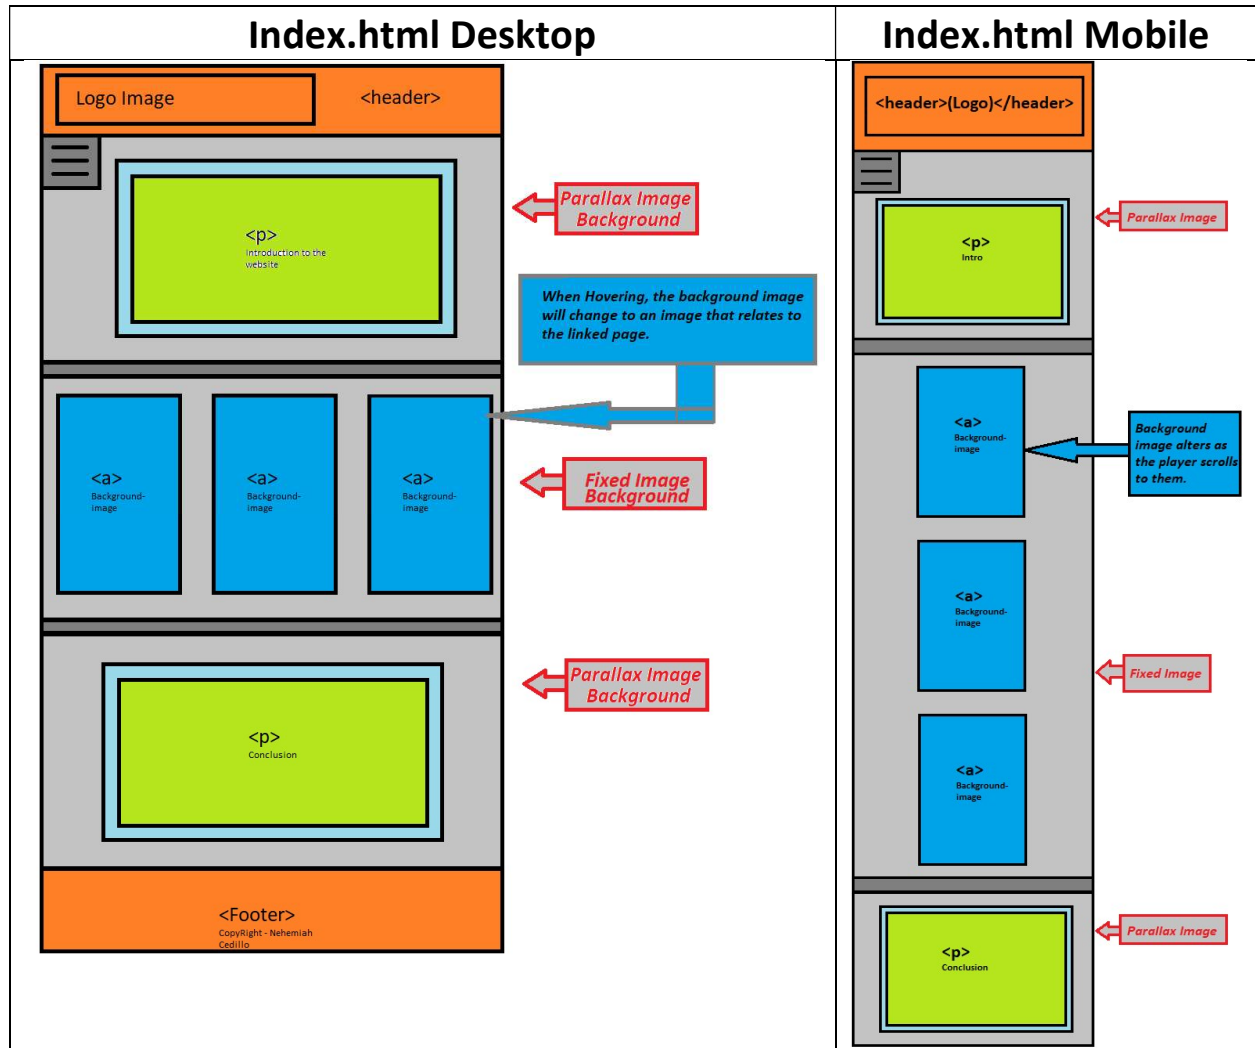 Index.html Desktop
Logo Image
<header>
<p>
Introduction to the
website
Parallax Image
Background
When Hovering, the background image
will change to an image that relates to
the linked page.
<a>
Background-
image
<a>
Background-
image
<a>
Background-
image
Fixed Image
Background
<p>
Conclusion
Parallax Image
Background
<Footer>
CopyRight - Nehemiah
Cedillo
Index.html Mobile
<header>(Logo)</header>
<p>
Intro
Parallax Image
<a>
Background-
image
Background
image alters as
the player scrolls
to them.
<a>
Background-
image
Fixed Image
<a>
Background-
image
<p>
Conclusion
Parallax Image